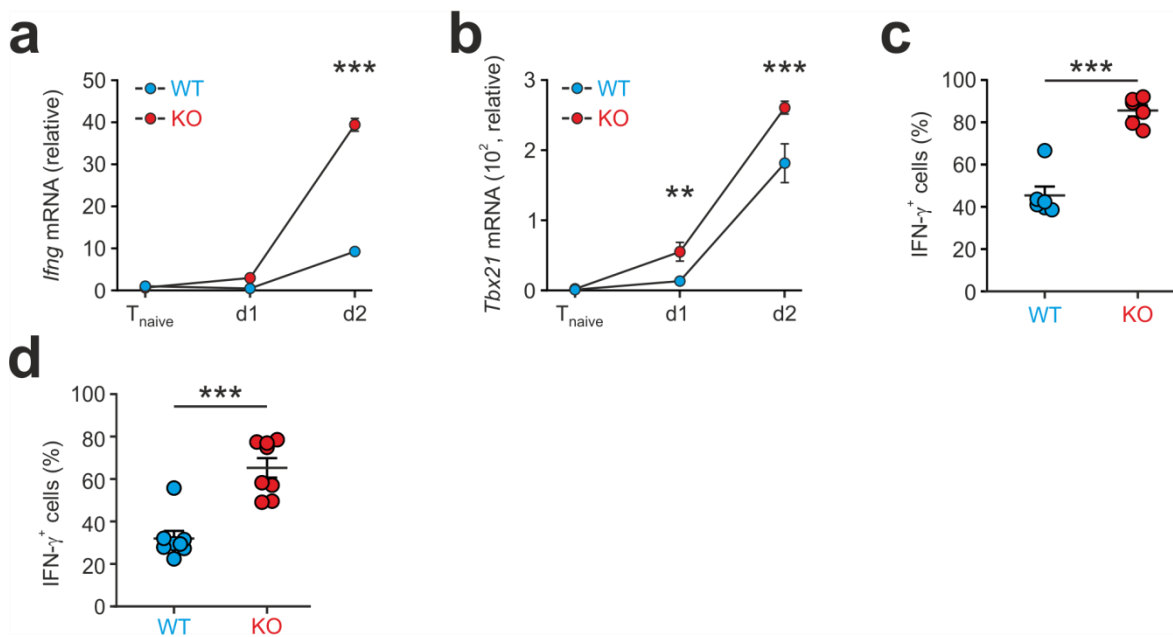 a
Ifng mRNA (relative)
50
40
30
20
10
0
WT
KO
***
Tnaive
d1
d2
b
Tbx21 mRNA (10², relative)
3
2
1
0
WT
KO
**
***
Tnaive
d1
d2
c
IFN-γ⁺ cells (%)
100
80
60
40
20
0
***
WT
KO
d
IFN-γ⁺ cells (%)
100
80
60
40
20
0
***
WT
KO